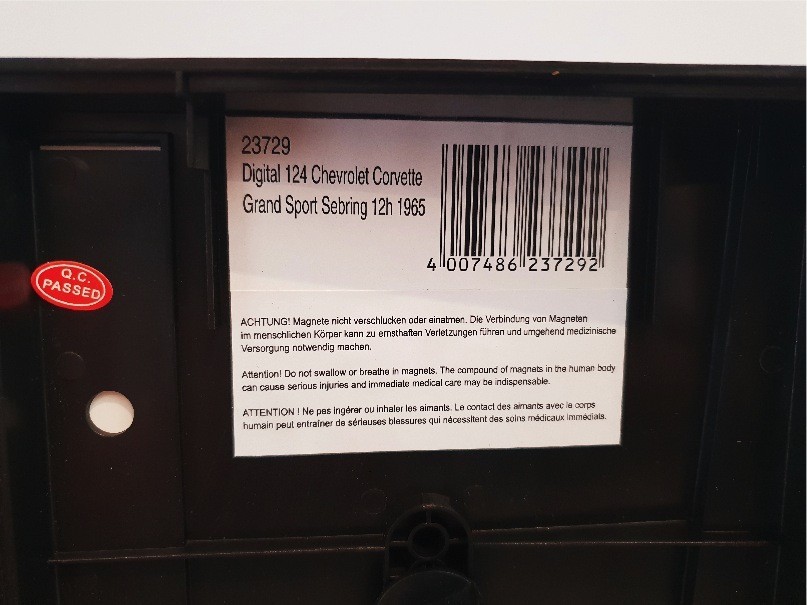 23729
Digital 124 Chevrolet Corvette
Grand Sport Sebring 12h 1965
4 007486 237292
Q.C.
PASSED
ACHTUNG! Magnete nicht verschlucken oder einatmen. Die Verbindung von Magneten
im menschlichen Körper kann zu ernsthaften Verletzungen führen und umgehend medizinische
Versorgung notwendig machen.
Attention! Do not swallow or breathe in magnets. The compound of magnets in the human body
can cause serious injuries and immediate medical care may be indispensable.
ATTENTION ! Ne pas ingérer ou inhaler les aimants. Le contact des aimants avec le corps
humain peut entraîner de sérieuses blessures qui nécessitent des soins médicaux immédiats.